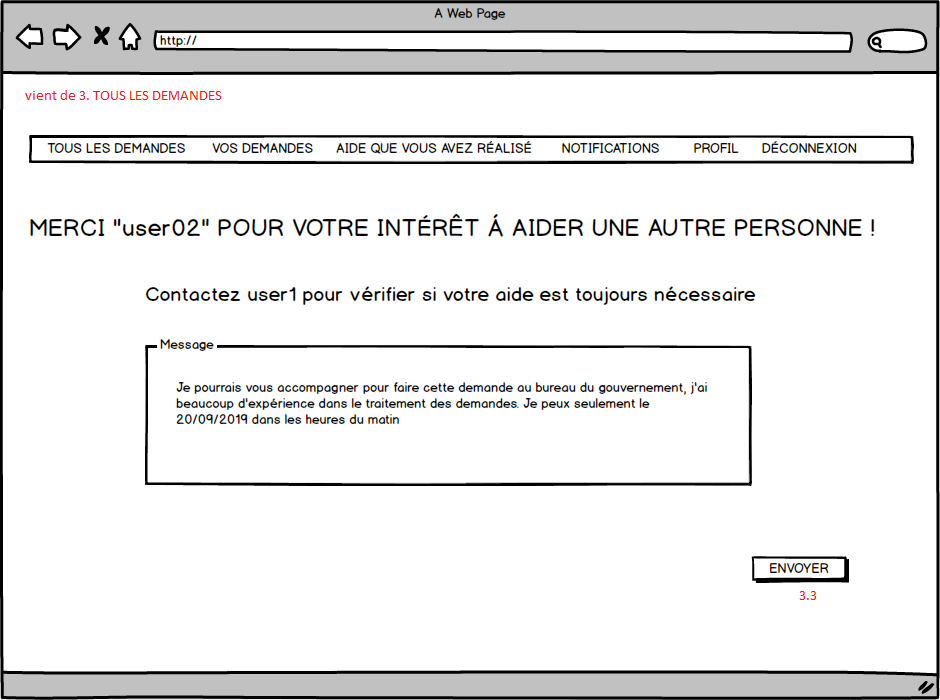 A Web Page
http://
vient de 3. TOUS LES DEMANDES
TOUS LES DEMANDES VOS DEMANDES AIDE QUE VOUS AVEZ RÉALISÉ NOTIFICATIONS PROFIL DÉCONNEXION
MERCI "user02" POUR VOTRE INTÉRÊT Á AIDER UNE AUTRE PERSONNE !
Contactez user1 pour vérifier si votre aide est toujours nécessaire
Message
Je pourrais vous accompagner pour faire cette demande au bureau du gouvernement, j'ai
beaucoup d'expérience dans le traitement des demandes. Je peux seulement le
20/09/2019 dans les heures du matin
ENVOYER
3.3